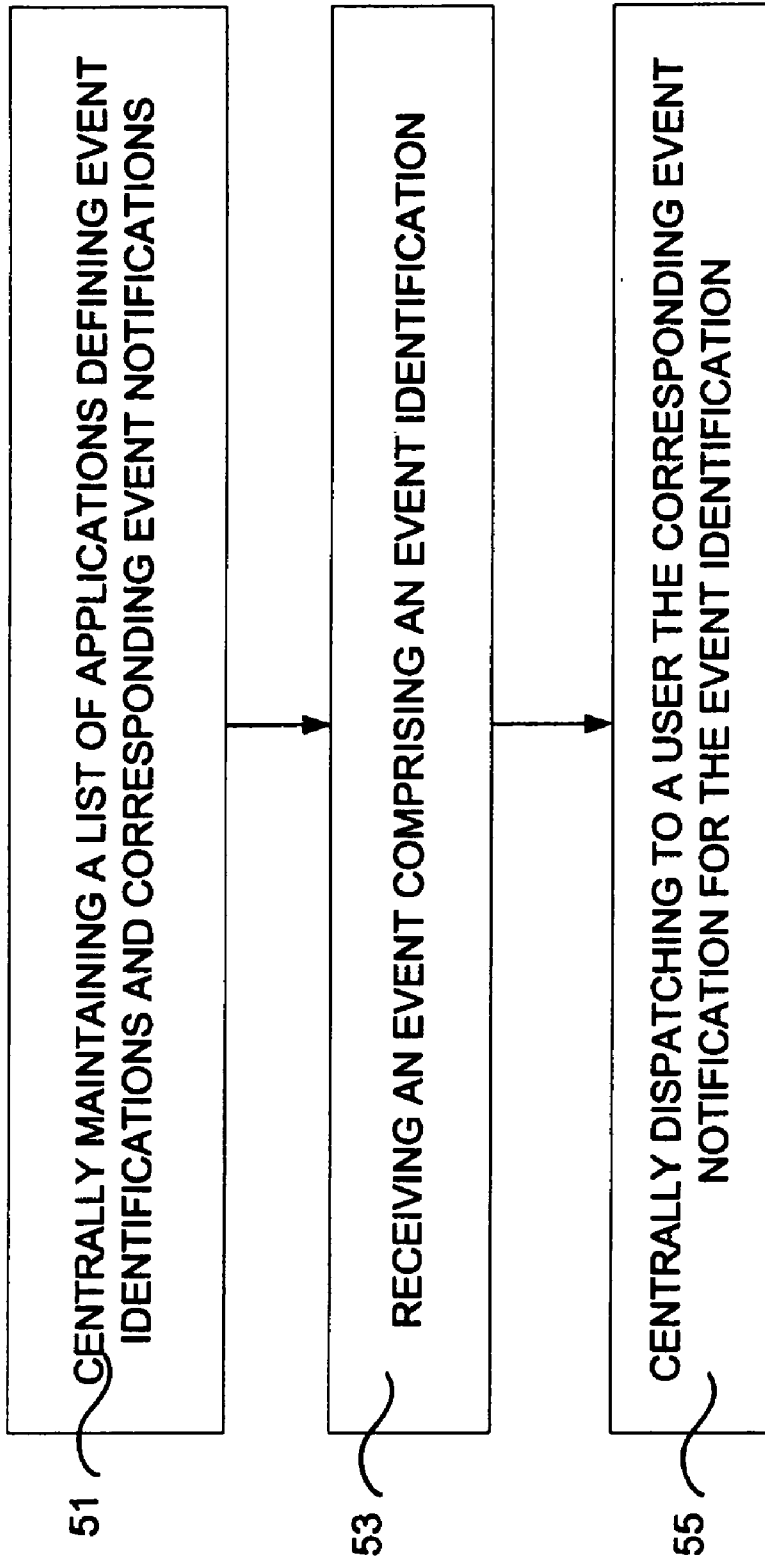 51
CENTRALLY MAINTAINING A LIST OF APPLICATIONS DEFINING EVENT
IDENTIFICATIONS AND CORRESPONDING EVENT NOTIFICATIONS
53
RECEIVING AN EVENT COMPRISING AN EVENT IDENTIFICATION
55
CENTRALLY DISPATCHING TO A USER THE CORRESPONDING EVENT
NOTIFICATION FOR THE EVENT IDENTIFICATION